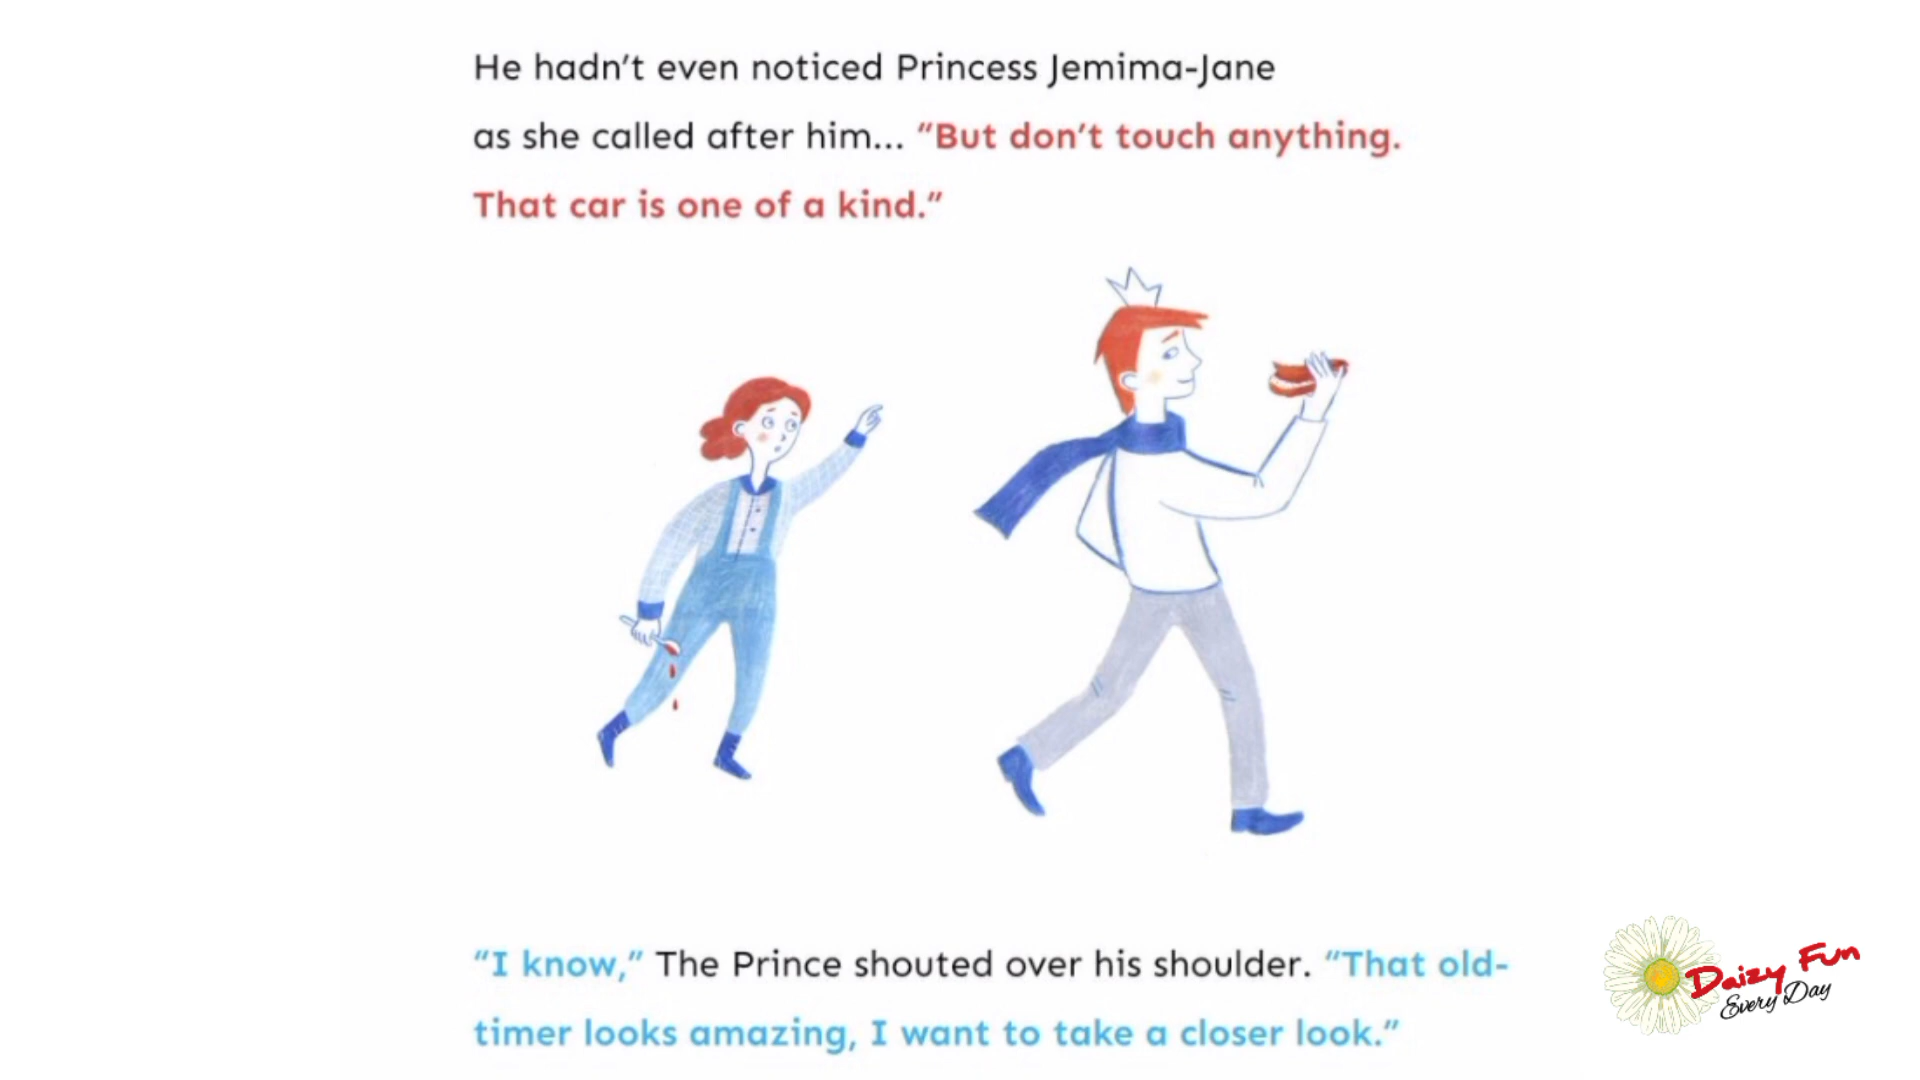 He hadn’t even noticed Princess Jemima-Jane
as she called after him... “But don’t touch anything.
That car is one of a kind.”
“I know,” The Prince shouted over his shoulder. “That old-
timer looks amazing, I want to take a closer look.”
Daizy Fun
Every Day